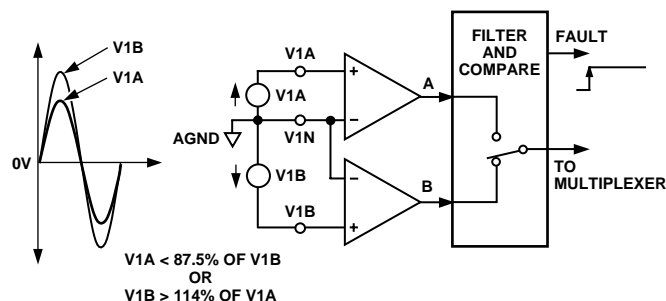 V1B
V1A
0V
V1A
V1A
AGND
V1N
V1B
V1B
+
−
−
+
A
B
FILTER
AND
COMPARE
FAULT
TO
MULTIPLEXER
V1A < 87.5% OF V1B
OR
V1B > 114% OF V1A